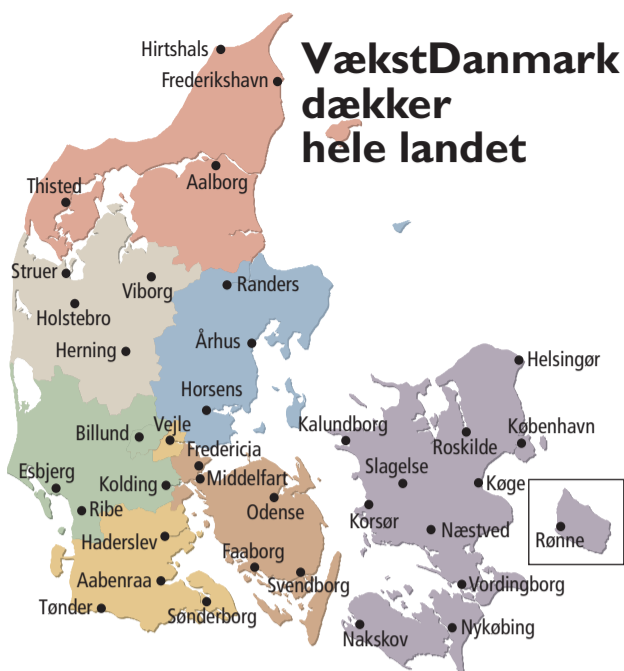 VækstDanmark
dækker
hele landet
Hirtshals
Frederikshavn
Aalborg
Thisted
Struer
Viborg
Randers
Holstebro
Århus
Herning
Helsingør
Horsens
Kalundborg
København
Billund
Vejle
Roskilde
Fredericia
Slagelse
Esbjerg
Kolding
Middelfart
Køge
Odense
Korsør
Ribe
Næstved
Rønne
Haderslev
Faaborg
Aabenraa
Svendborg
Vordingborg
Tønder
Sønderborg
Nakskov
Nykøbing